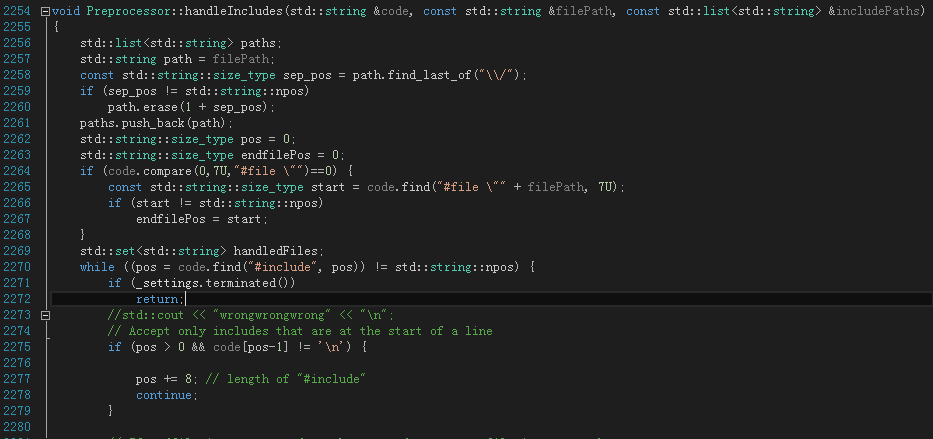 2254 void Preprocessor::handleIncludes(std::string &code, const std::string &filePath, const std::list<std::string> &includePaths)
2255 {
2256     std::list<std::string> paths;
2257     std::string path = filePath;
2258     const std::string::size_type sep_pos = path.find_last_of("\\/");
2259     if (sep_pos != std::string::npos)
2260         path.erase(1 + sep_pos);
2261     paths.push_back(path);
2262     std::string::size_type pos = 0;
2263     std::string::size_type endfilePos = 0;
2264     if (code.compare(0,7U,"#file \"")==0) {
2265         const std::string::size_type start = code.find("#file \"" + filePath, 7U);
2266         if (start != std::string::npos)
2267             endfilePos = start;
2268     }
2269     std::set<std::string> handledFiles;
2270     while ((pos = code.find("#include", pos)) != std::string::npos) {
2271         if (_settings.terminated())
2272             return;
2273         //std::cout << "wrongwrongwrong" << "\n";
2274         // Accept only includes that are at the start of a line
2275         if (pos > 0 && code[pos-1] != '\n') {
2276
2277             pos += 8; // length of "#include"
2278             continue;
2279         }
2280